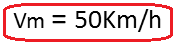 Vm = 50Km/h